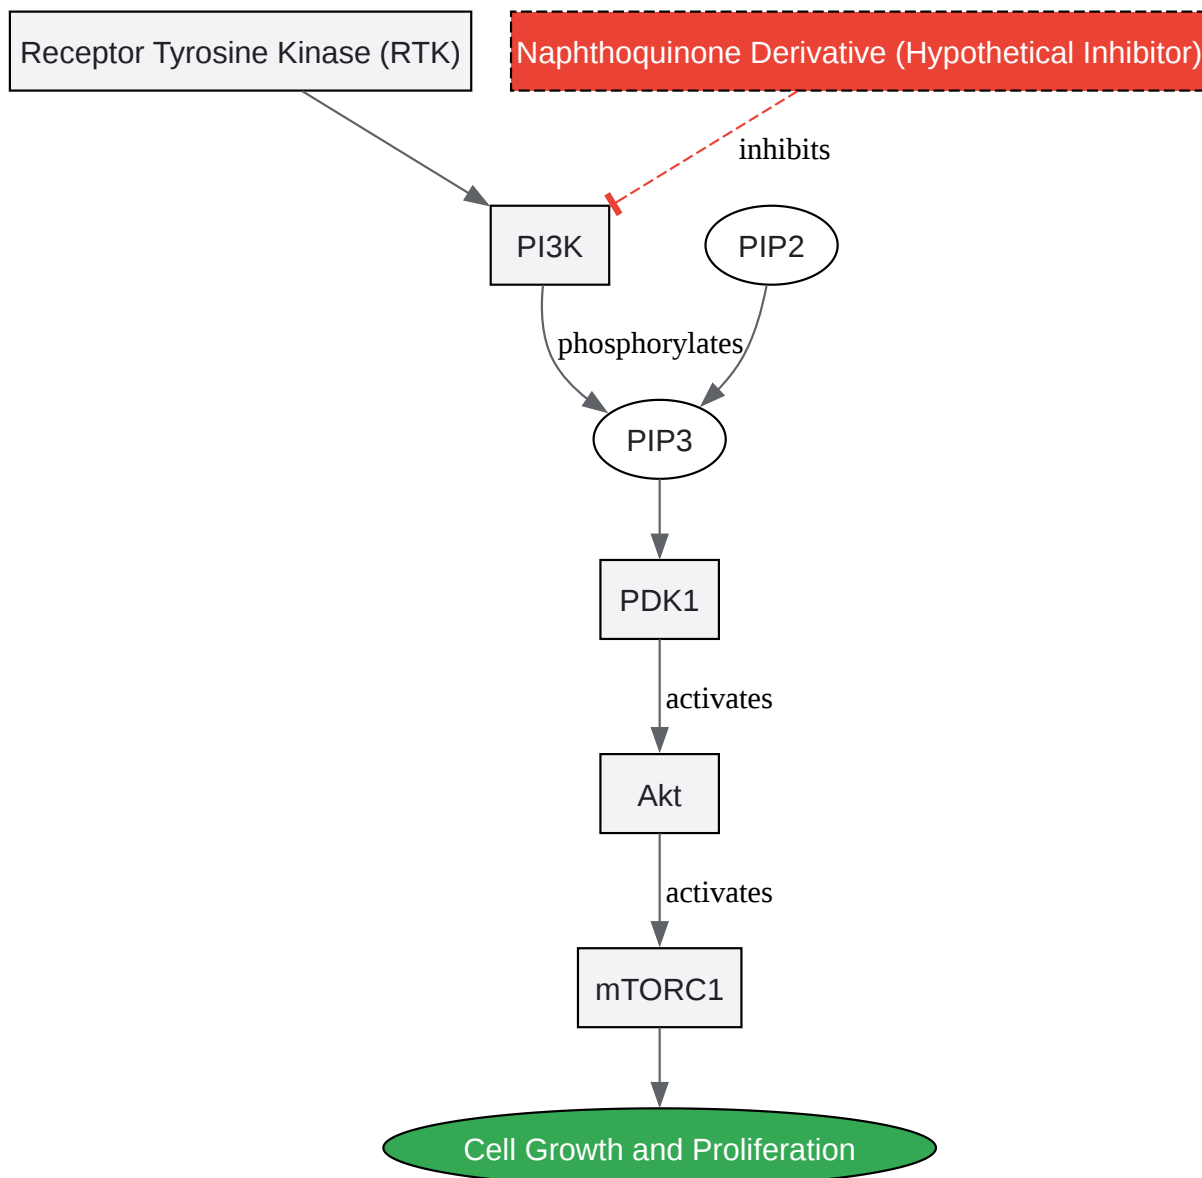 Receptor Tyrosine Kinase (RTK)
Naphthoquinone Derivative (Hypothetical Inhibitor)
inhibits
PI3K
PIP2
phosphorylates
PIP3
PDK1
activates
Akt
activates
mTORC1
Cell Growth and Proliferation